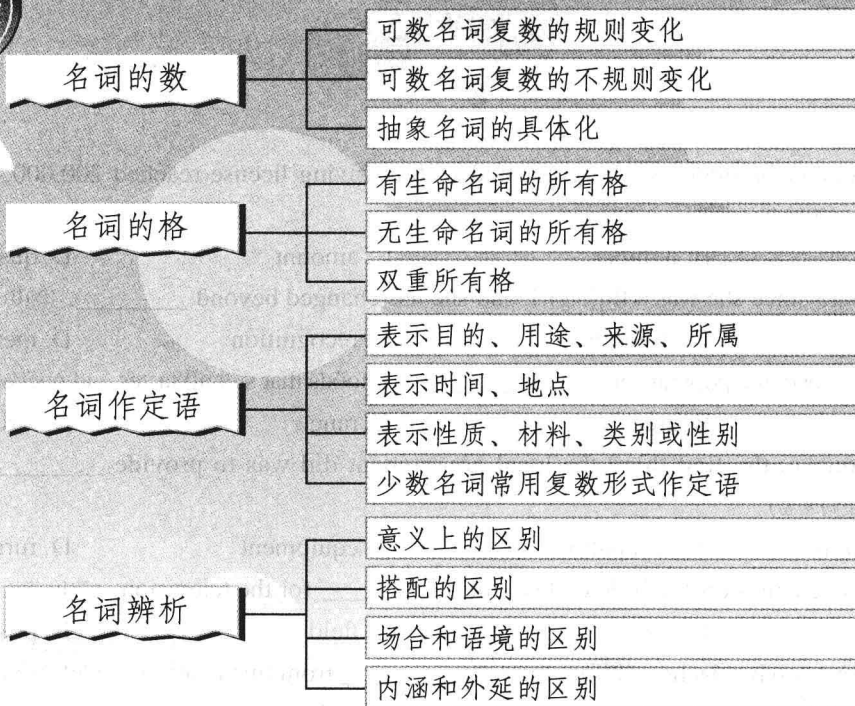 名词的数
可数名词复数的规则变化
可数名词复数的不规则变化
抽象名词的具体化
名词的格
有生命名词的所有格
无生命名词的所有格
双重所有格
名词作定语
表示目的、用途、来源、所属
表示时间、地点
表示性质、材料、类别或性别
少数名词常用复数形式作定语
名词辨析
意义上的区别
搭配的区别
场合和语境的区别
内涵和外延的区别